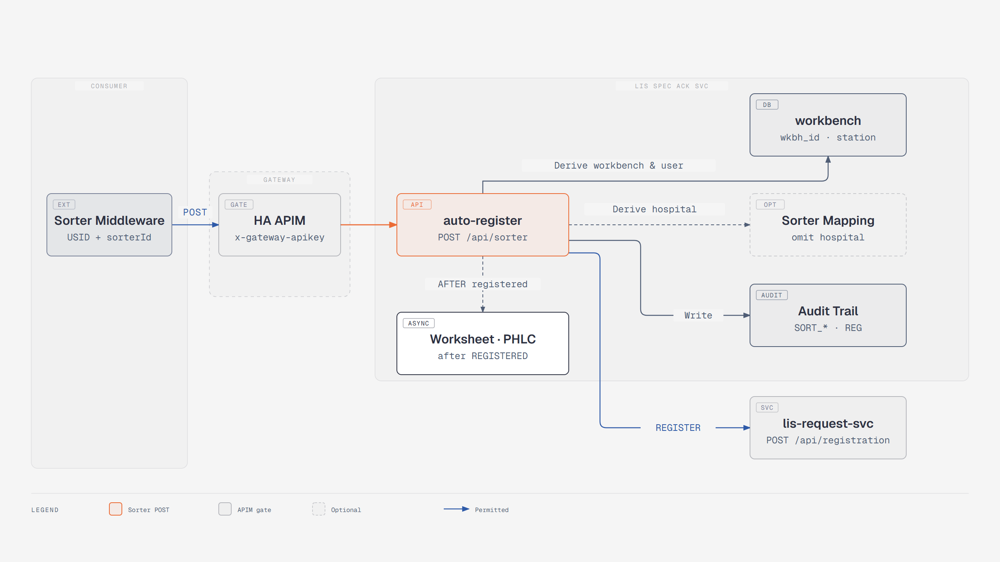 CONSUMER
EXT
Sorter Middleware
USID + sorterId
POST
GATEWAY
GATE
HA APIM
x-gateway-apikey
LIS SPEC ACK SVC
API
auto-register
POST /api/sorter
Derive workbench & user
DB
workbench
wkbh_id · station
Derive hospital
OPT
Sorter Mapping
omit hospital
AFTER registered
ASYNC
Worksheet · PHLC
after REGISTERED
Write
AUDIT
Audit Trail
SORT_* · REG
REGISTER
SVC
lis-request-svc
POST /api/registration
LEGEND
Sorter POST
APIM gate
Optional
Permitted